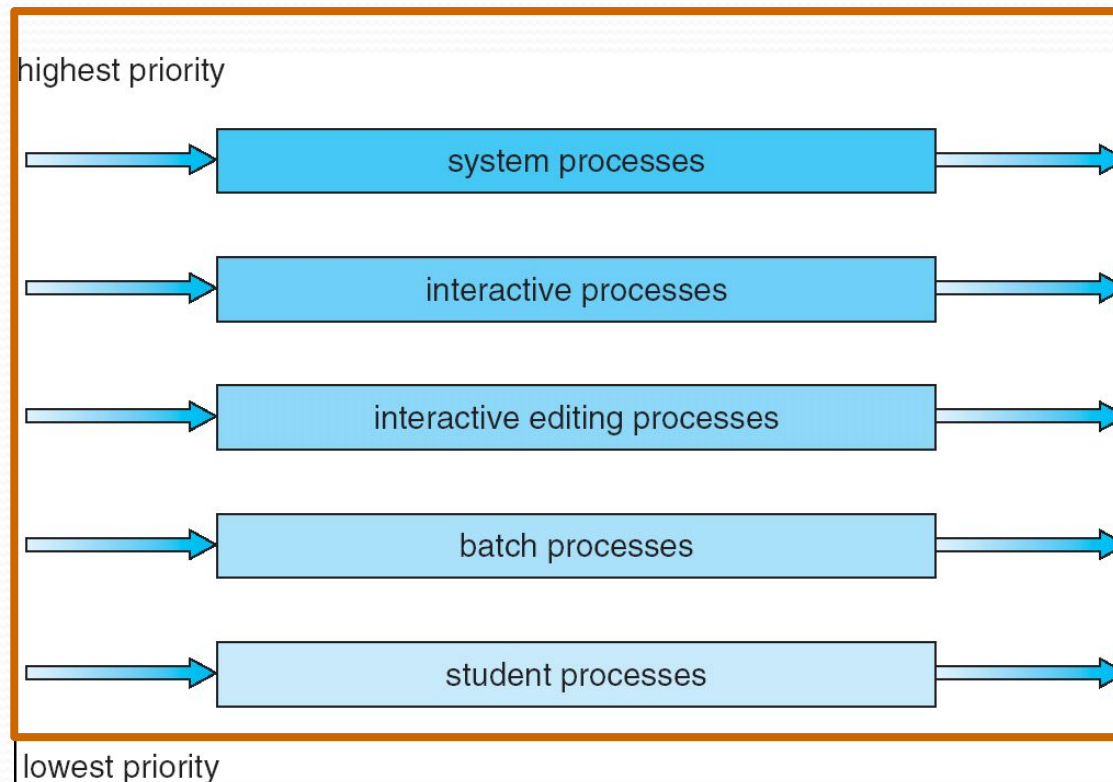 highest priority
system processes
interactive processes
interactive editing processes
batch processes
student processes
lowest priority